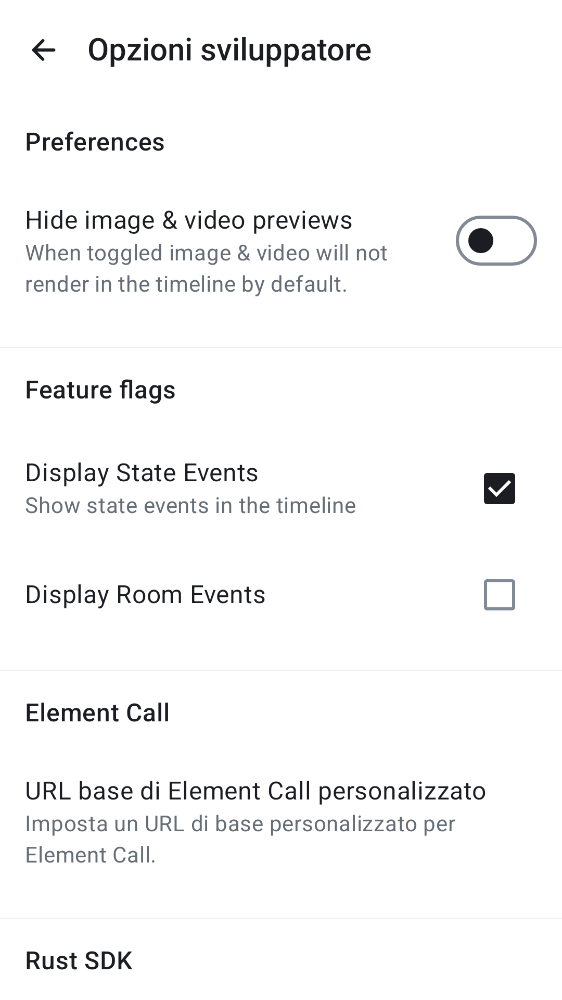 Opzioni sviluppatore
Preferences
Hide image & video previews
When toggled image & video will not
render in the timeline by default.
Feature flags
Display State Events
Show state events in the timeline
Display Room Events
Element Call
URL base di Element Call personalizzato
Imposta un URL di base personalizzato per
Element Call.
Rust SDK